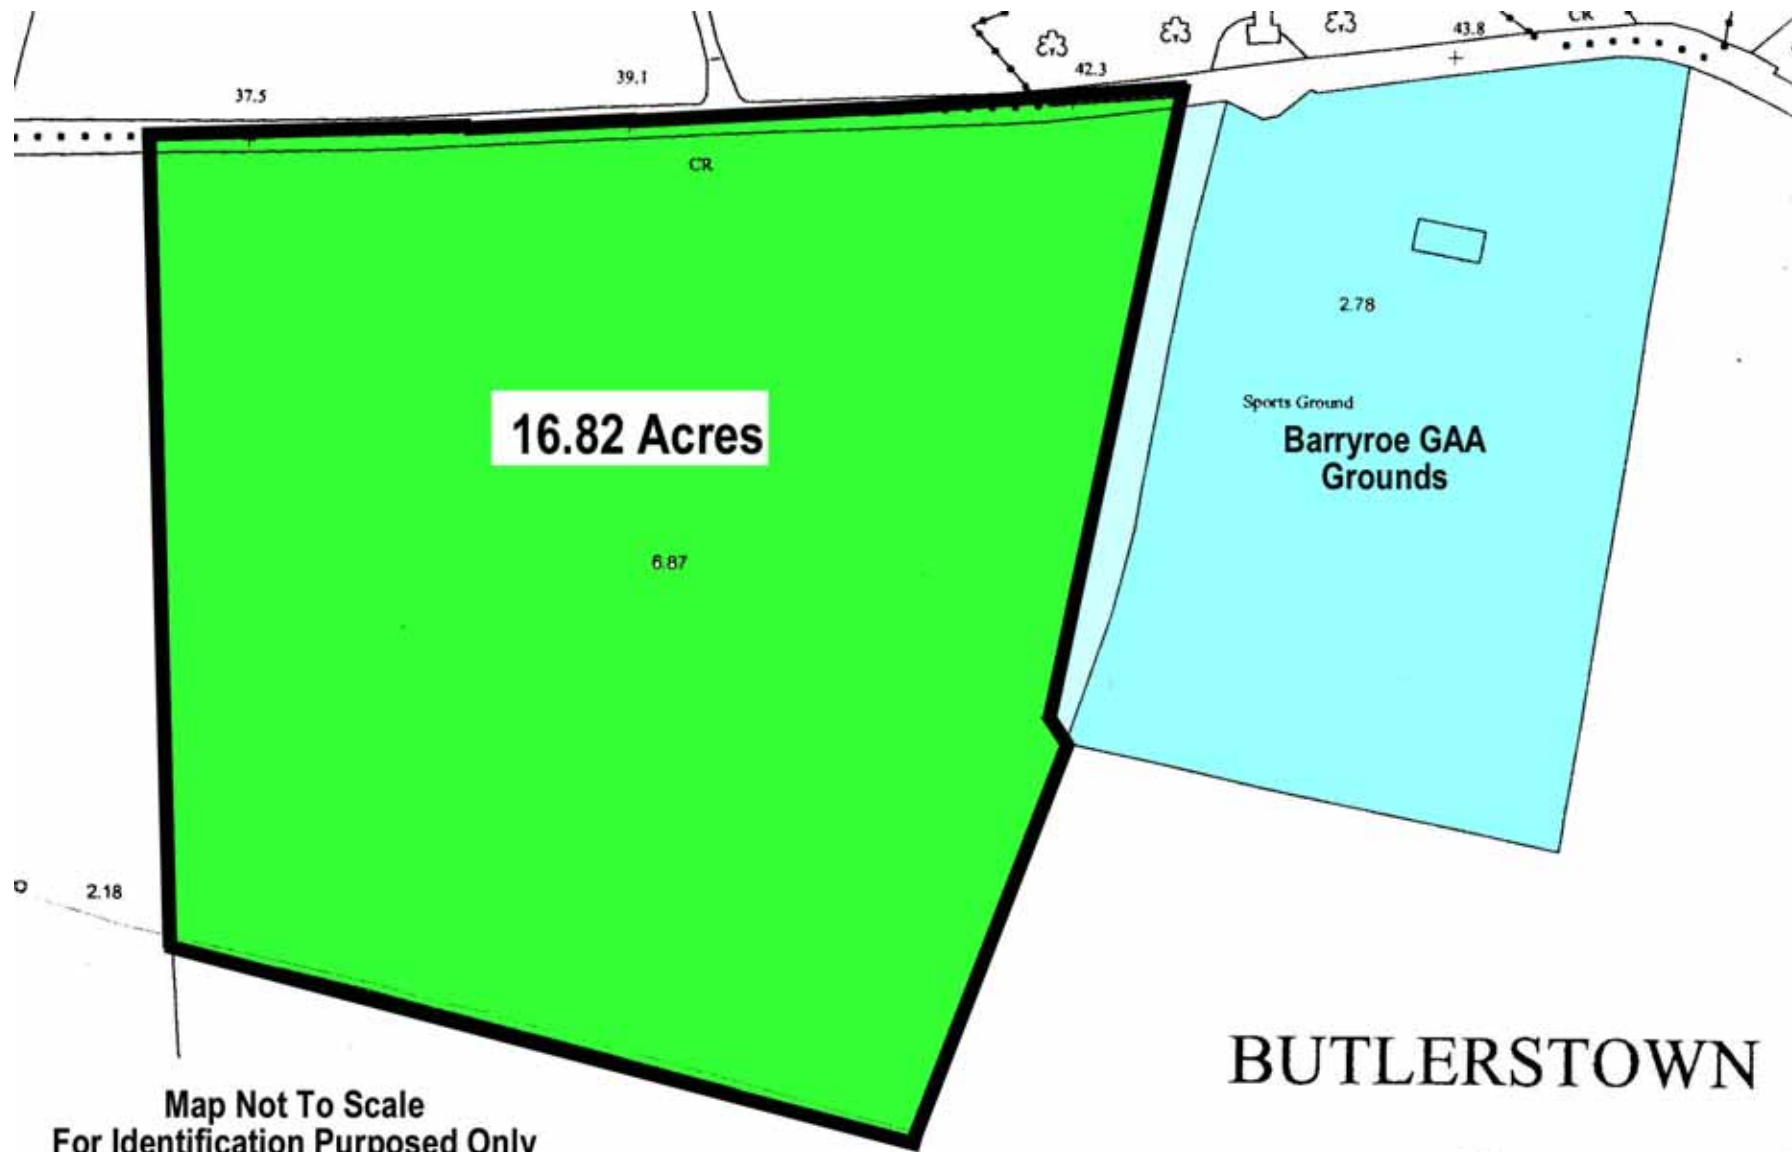 CR
43.8
42.3
39.1
37.5
CR
2.78
Sports Ground
Barryroe GAA
Grounds
16.82 Acres
6.87
2.18
BUTLERSTOWN
Map Not To Scale
For Identification Purposed Only